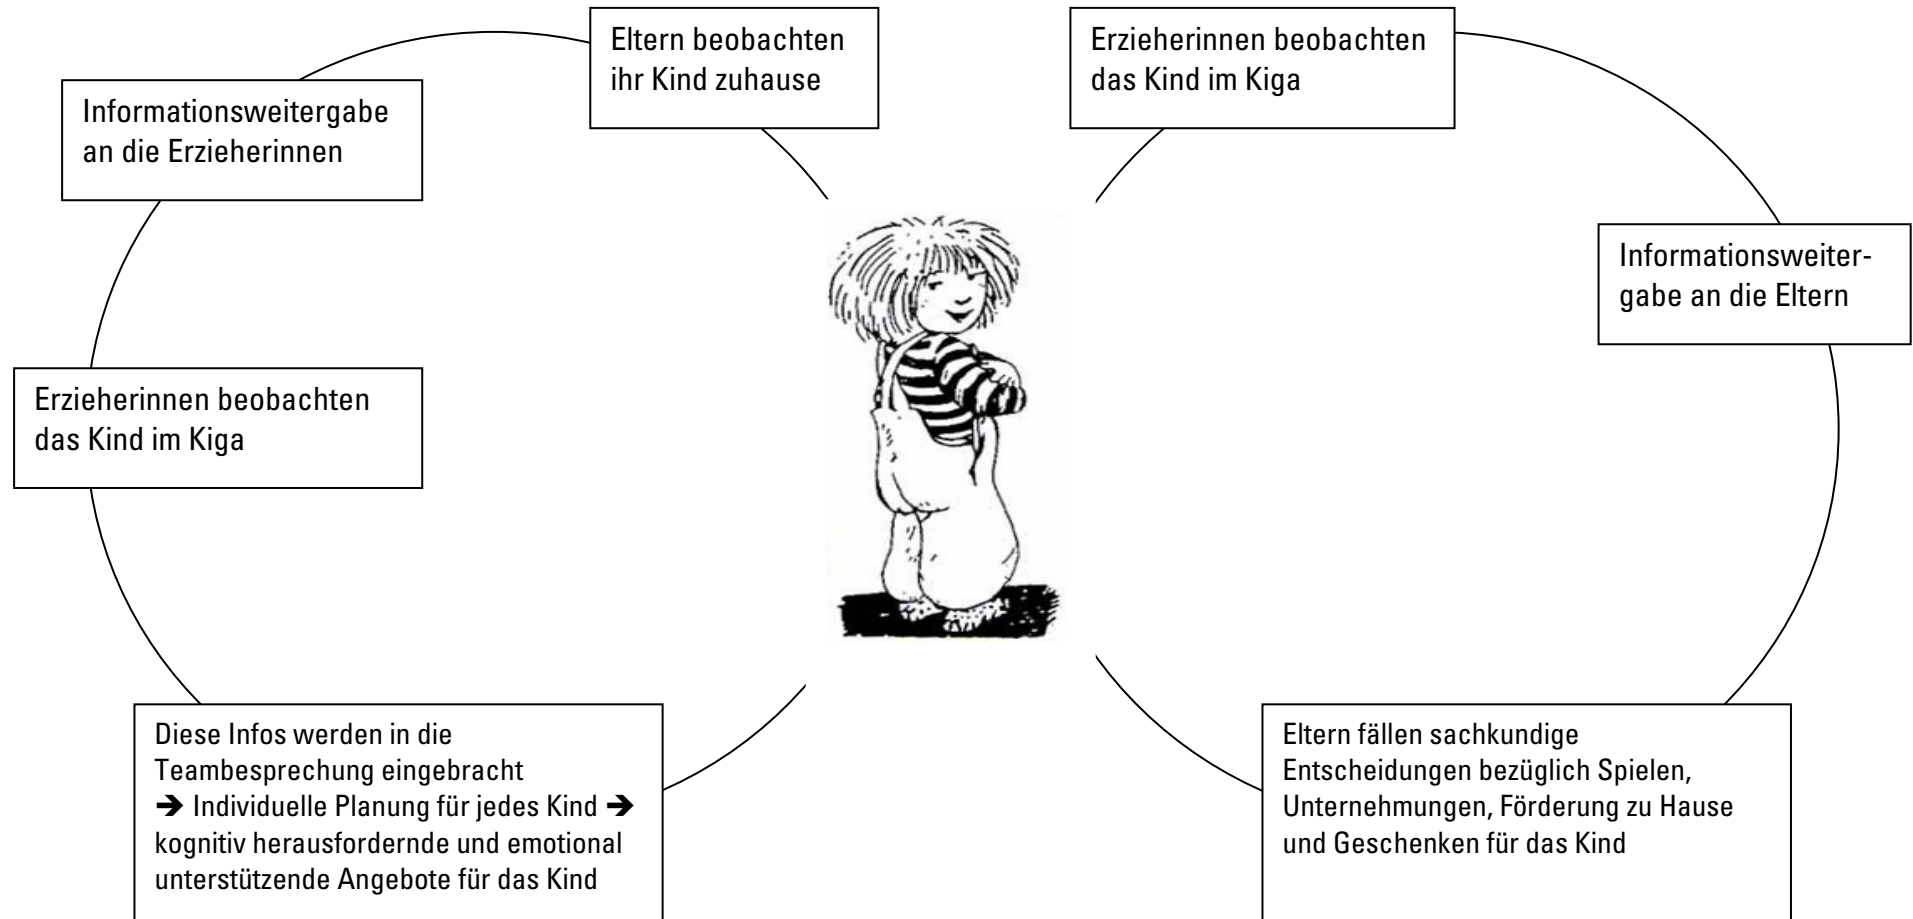 Eltern beobachten
ihr Kind zuhause
Informationsweitergabe
an die Erzieherinnen
Erzieherinnen beobachten
das Kind im Kiga
Diese Infos werden in die
Teambesprechung eingebracht
➔ Individuelle Planung für jedes Kind ➔
kognitiv herausfordernde und emotional
unterstützende Angebote für das Kind
Erzieherinnen beobachten
das Kind im Kiga
Informationsweiter-
gabe an die Eltern
Eltern fällen sachkundige
Entscheidungen bezüglich Spielen,
Unternehmungen, Förderung zu Hause
und Geschenken für das Kind